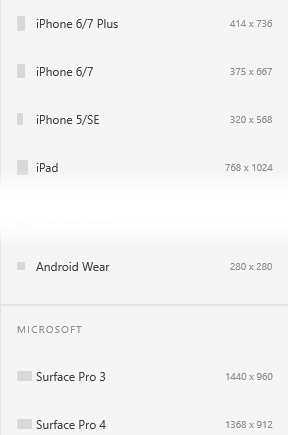 iPhone 6/7 Plus 414 x 736
iPhone 6/7 375 x 667
iPhone 5/SE 320 x 568
iPad 768 x 1024
Android Wear 280 x 280
MICROSOFT
Surface Pro 3 1440 x 960
Surface Pro 4 1368 x 912